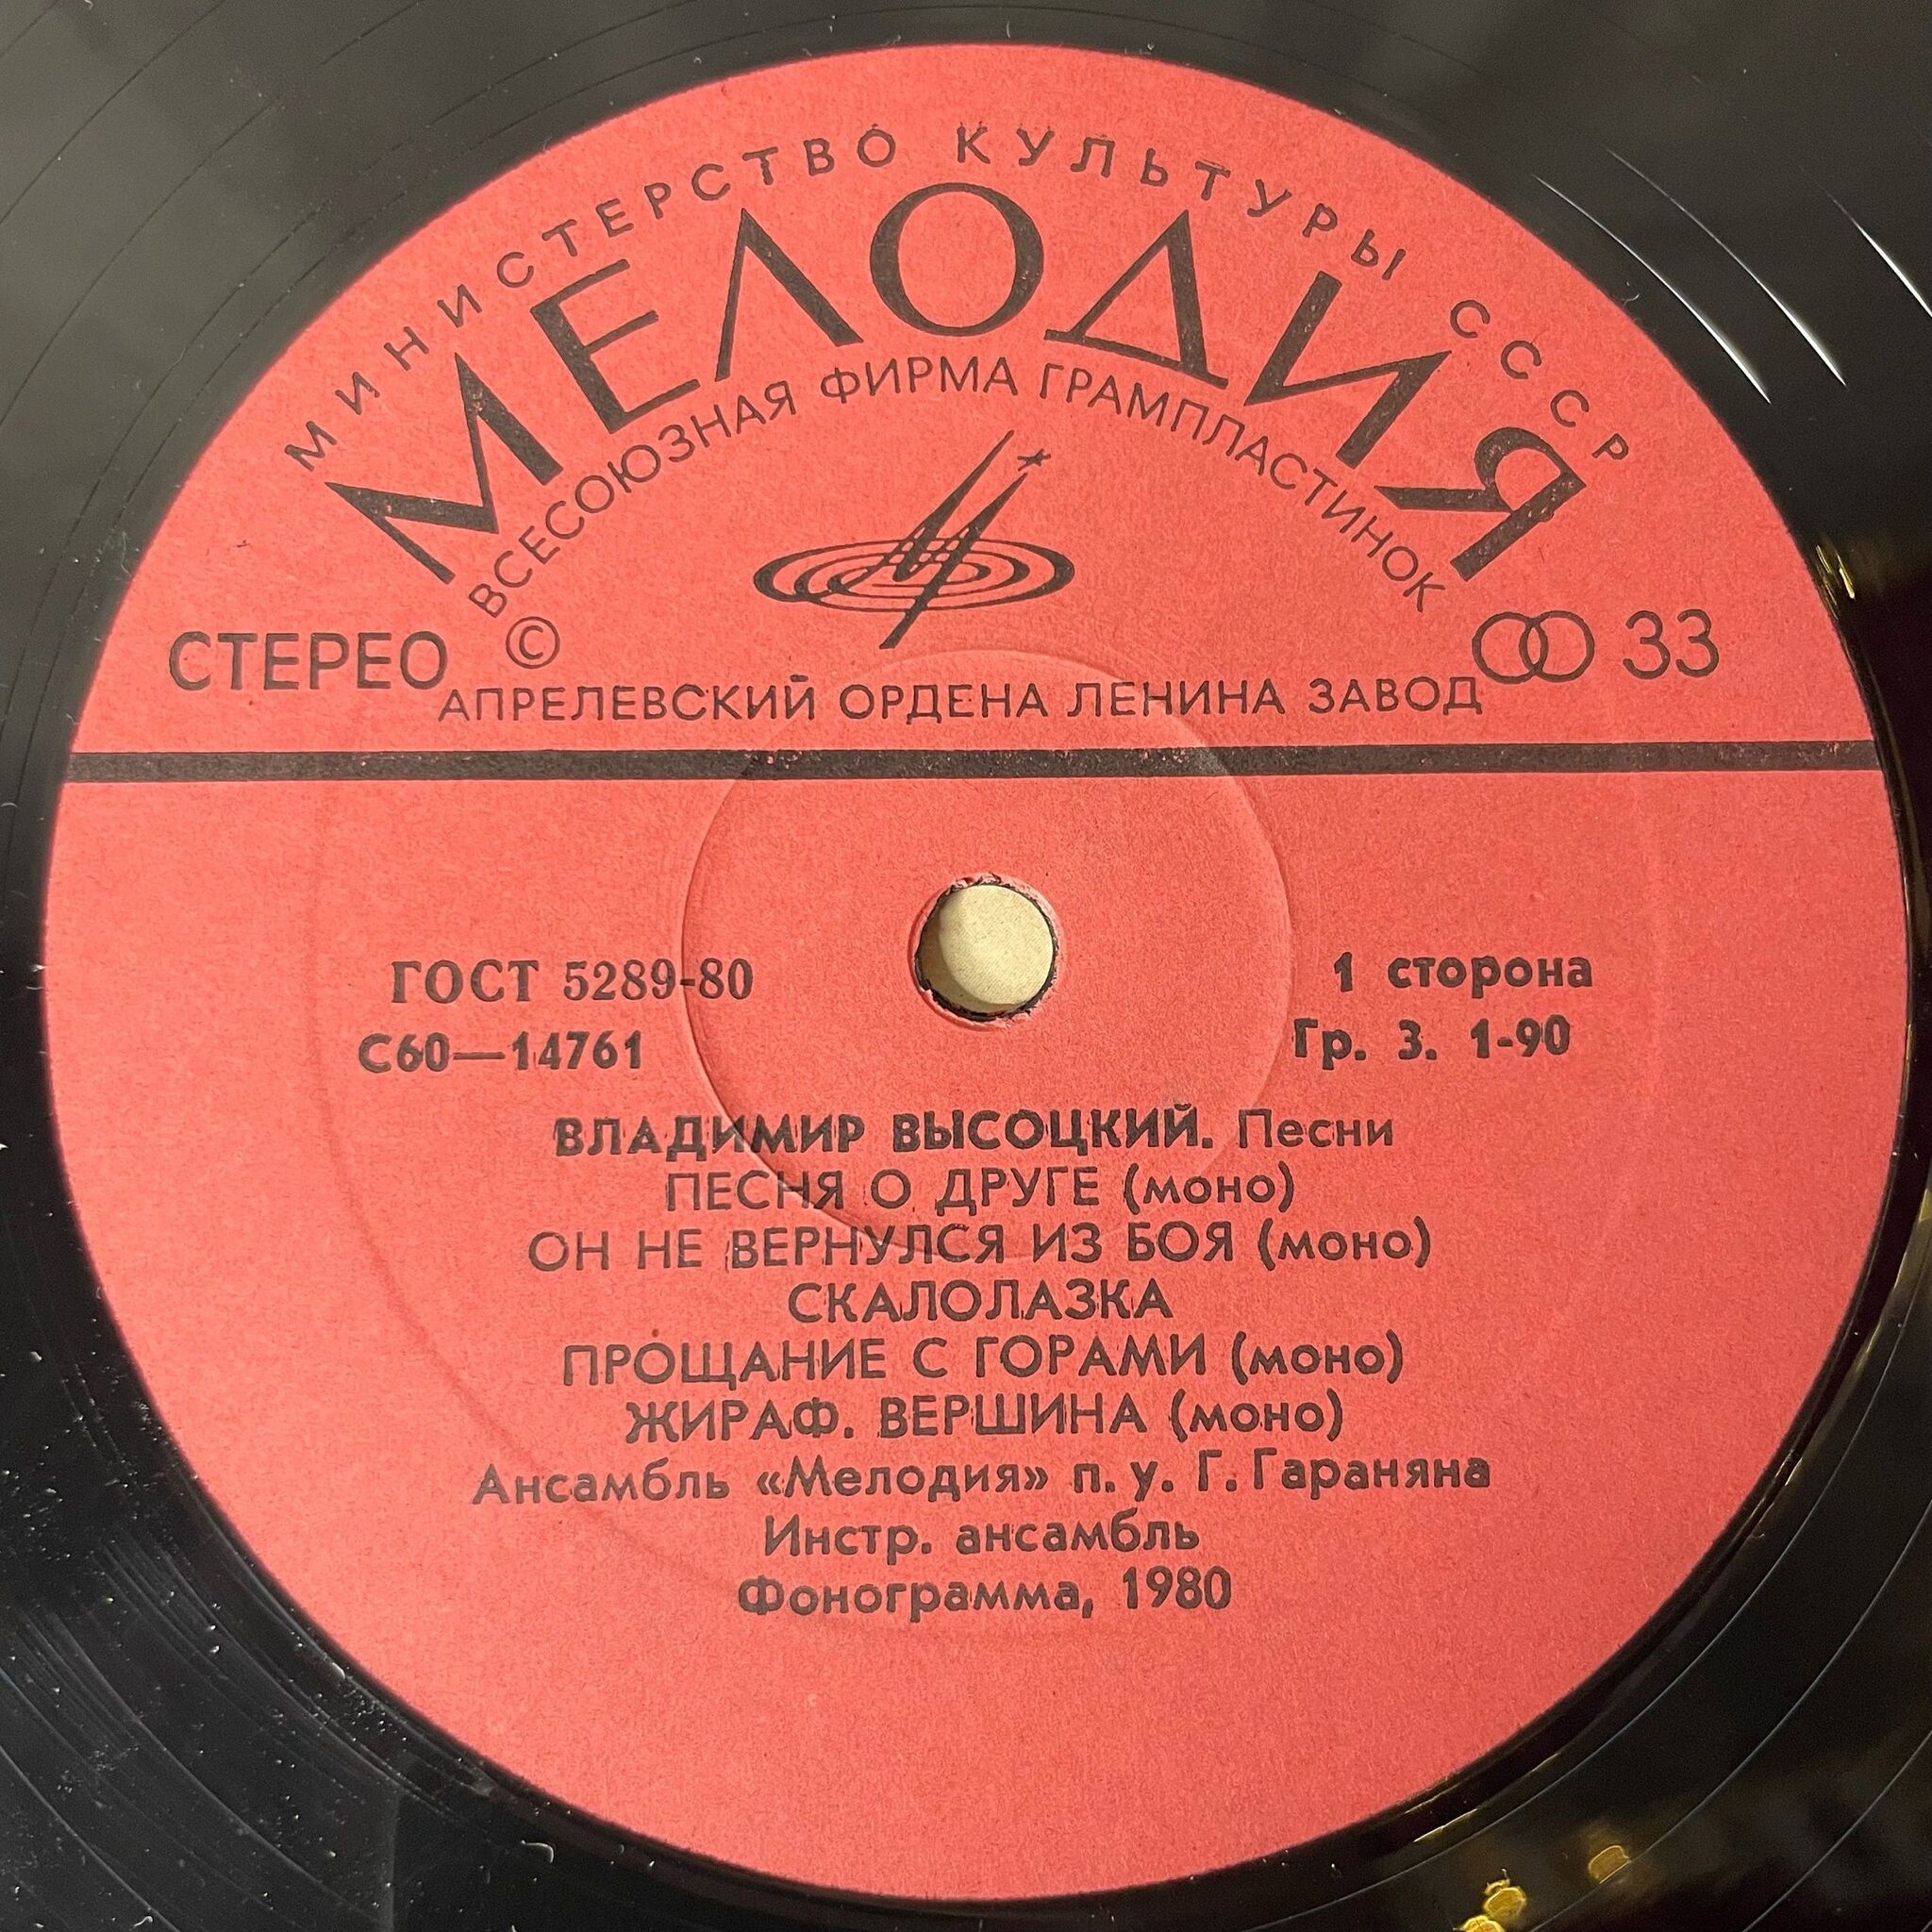 МИНИСТЕРСТВО КУЛЬТУРЫ СССР
МЕЛОДИЯ
ВСЕСОЮЗНАЯ ФИРМА ГРАМПЛАСТИНОК
СТЕРЕО © 33
АПРЕЛЕВСКИЙ ОРДЕНА ЛЕНИНА ЗАВОД
ГОСТ 5289-80
С60—14761
1 сторона
Гр. 3. 1-90
ВЛАДИМИР ВЫСОЦКИЙ. Песни
ПЕСНЯ О ДРУГЕ (моно)
ОН НЕ ВЕРНУЛСЯ ИЗ БОЯ (моно)
СКАЛОЛАЗКА
ПРОЩАНИЕ С ГОРАМИ (моно)
ЖИРАФ. ВЕРШИНА (моно)
Ансамбль «Мелодия» п. у. Г. Гараняна
Инстр. ансамбль
Фонограмма, 1980